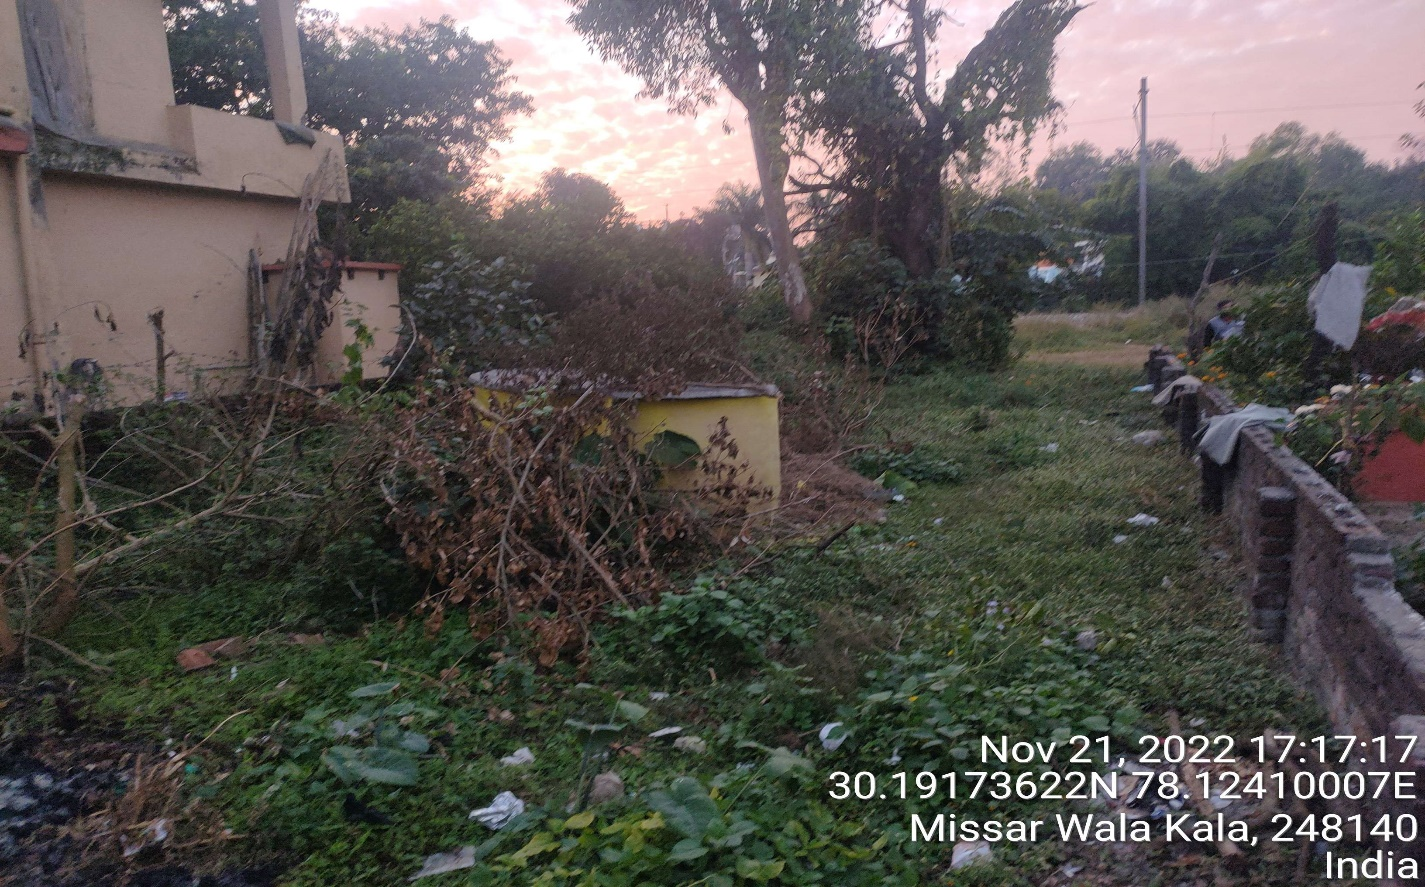 Nov 21, 2022 17:17:17
30.19173622N 78.12410007E
Missar Wala Kala, 248140
India